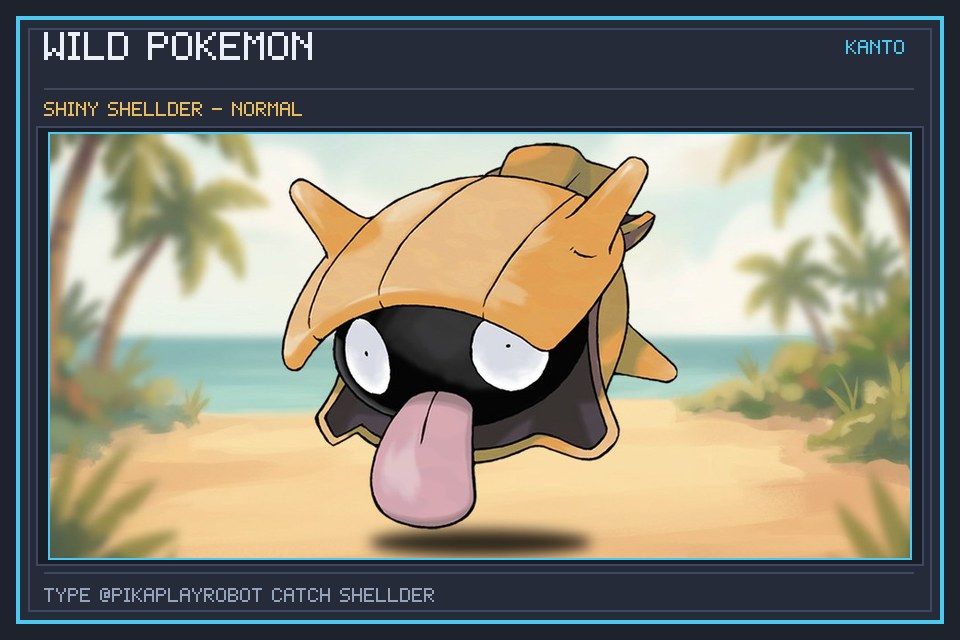 WILD POKEMON
KANTO
SHINY SHELLDER - NORMAL
TYPE @PIKAPLAYROBOT CATCH SHELLDER